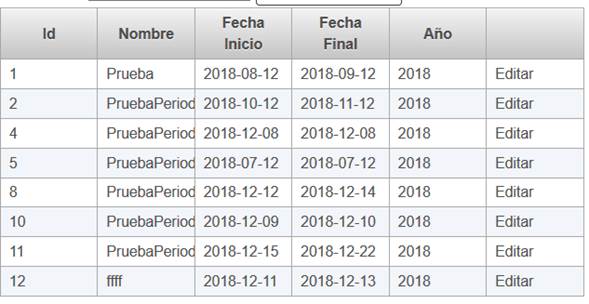 Id Nombre Fecha Inicio Fecha Final Año
1 Prueba 2018-08-12 2018-09-12 2018 Editar
2 PruebaPeriod 2018-10-12 2018-11-12 2018 Editar
4 PruebaPeriod 2018-12-08 2018-12-08 2018 Editar
5 PruebaPeriod 2018-07-12 2018-07-12 2018 Editar
8 PruebaPeriod 2018-12-12 2018-12-14 2018 Editar
10 PruebaPeriod 2018-12-09 2018-12-10 2018 Editar
11 PruebaPeriod 2018-12-15 2018-12-22 2018 Editar
12 ffff 2018-12-11 2018-12-13 2018 Editar